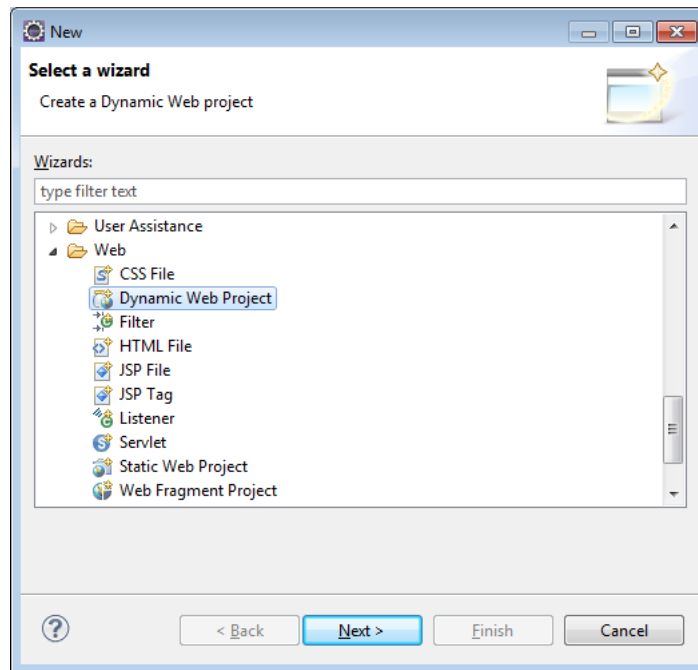 New
Select a wizard
Create a Dynamic Web project
Wizards:
type filter text
User Assistance
Web
CSS File
Dynamic Web Project
Filter
HTML File
JSP File
JSP Tag
Listener
Servlet
Static Web Project
Web Fragment Project
< Back Next > Finish Cancel